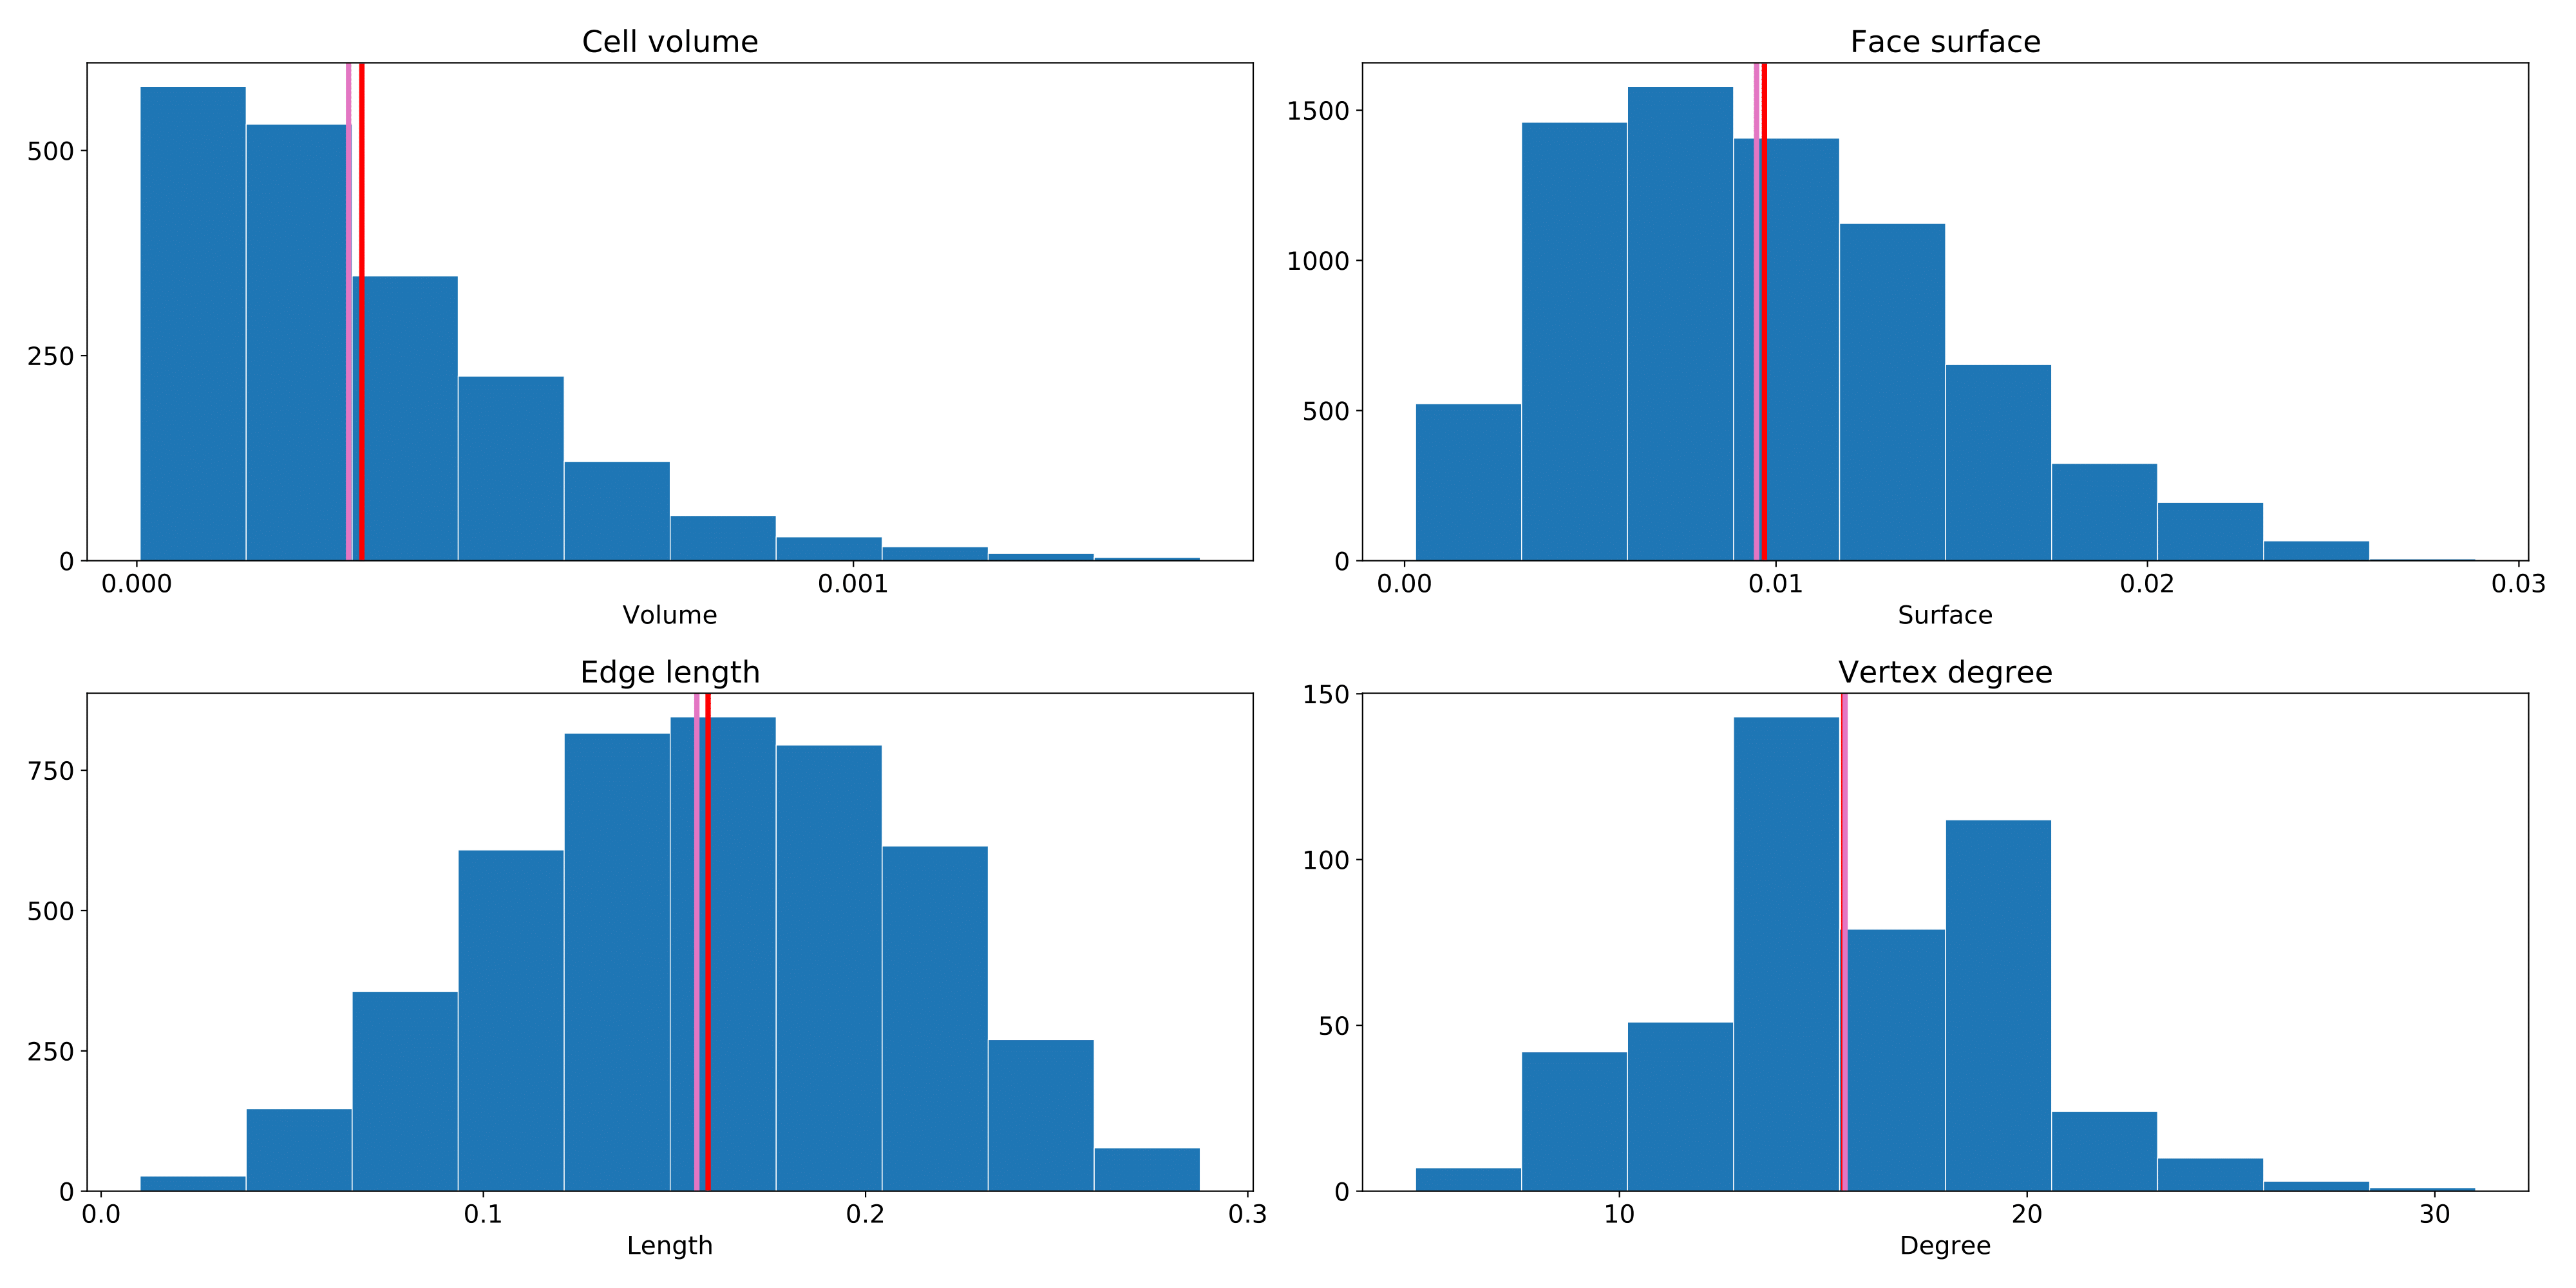 Cell volume
500
250
0
0.000 0.001
Volume
Face surface
1500
1000
500
0
0.00 0.01 0.02 0.03
Surface
Edge length
750
500
250
0
0.0 0.1 0.2 0.3
Length
Vertex degree
150
100
50
0
10 20 30
Degree